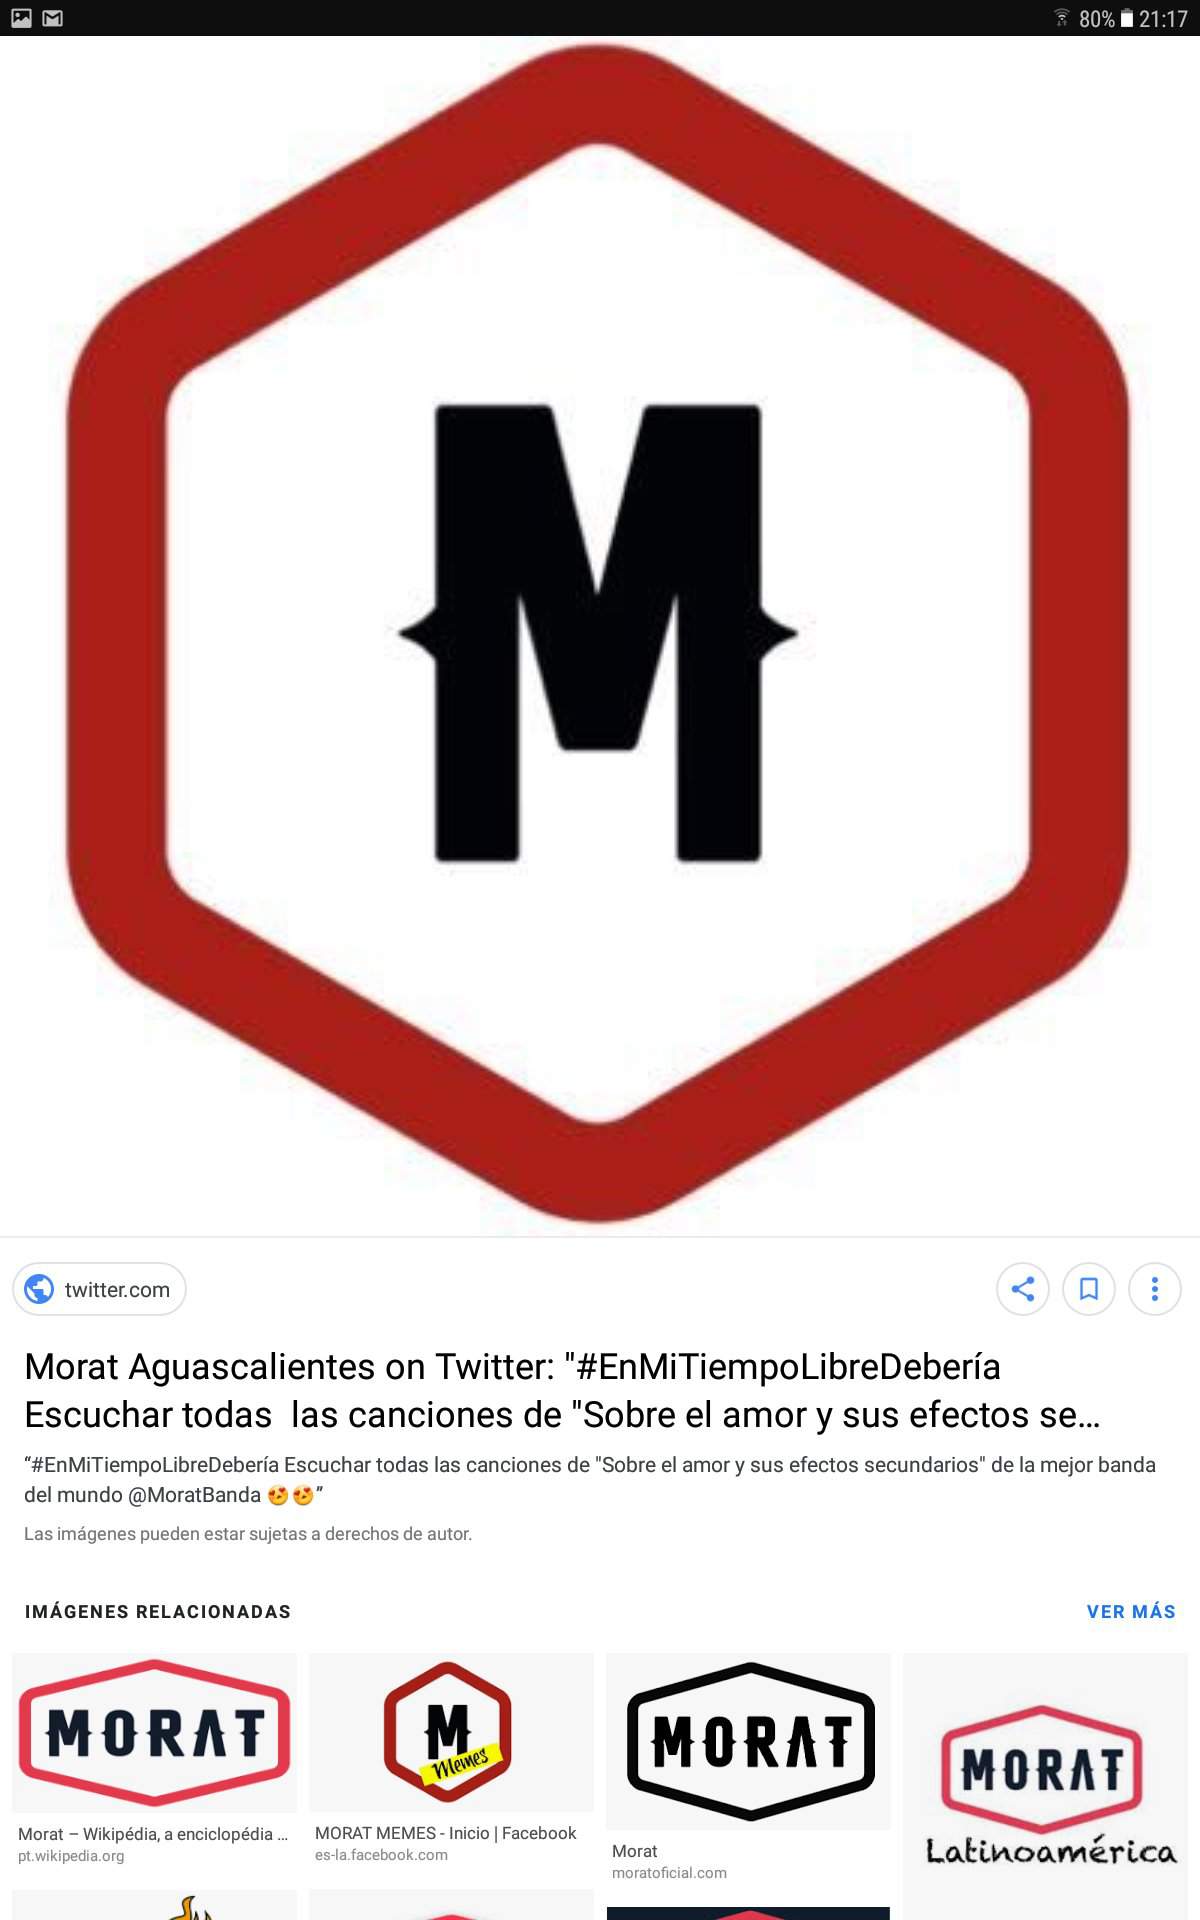 80% 21:17
M
twitter.com
Morat Aguascalientes on Twitter: "#EnMiTiempoLibreDebería
Escuchar todas  las canciones de "Sobre el amor y sus efectos se...
“#EnMiTiempoLibreDebería Escuchar todas las canciones de "Sobre el amor y sus efectos secundarios" de la mejor banda
del mundo @MoratBanda 😍😍”
Las imágenes pueden estar sujetas a derechos de autor.
IMÁGENES RELACIONADAS
VER MÁS
MORAT
Morat – Wikipédia, a enciclopédia ...
pt.wikipedia.org
M
Memes
MORAT MEMES - Inicio | Facebook
es-la.facebook.com
MORAT
Morat
moratoficial.com
MORAT
Latinoamérica